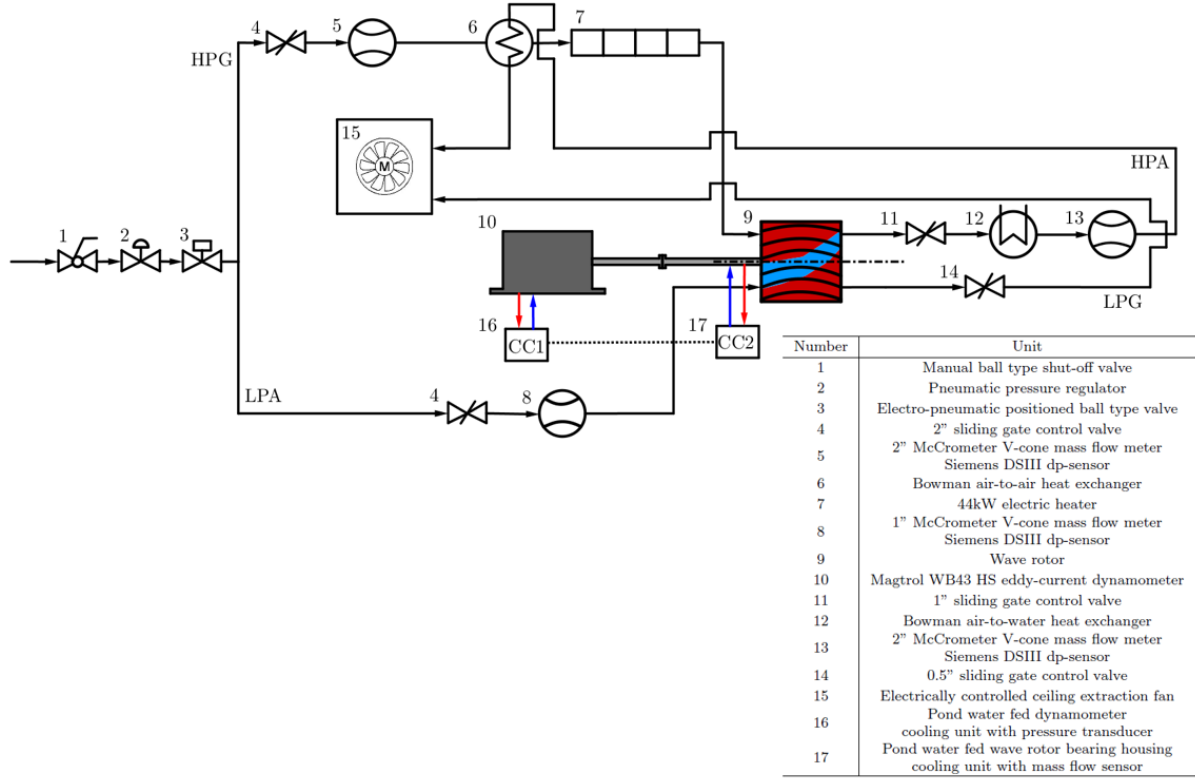 4
5
6
7
HPG
15
M
HPA
10
9
11
12
13
1
2
3
14
LPG
16
17
CC1
CC2
LPA
4
8
Number Unit
1 Manual ball type shut-off valve
2 Pneumatic pressure regulator
3 Electro-pneumatic positioned ball type valve
4 2” sliding gate control valve
5 2” McCrometer V-cone mass flow meter
Siemens DSIII dp-sensor
6 Bowman air-to-air heat exchanger
7 44kW electric heater
8 1” McCrometer V-cone mass flow meter
Siemens DSIII dp-sensor
9 Wave rotor
10 Magtrol WB43 HS eddy-current dynamometer
11 1” sliding gate control valve
12 Bowman air-to-water heat exchanger
13 2” McCrometer V-cone mass flow meter
Siemens DSIII dp-sensor
14 0.5” sliding gate control valve
15 Electrically controlled ceiling extraction fan
16 Pond water fed dynamometer
cooling unit with pressure transducer
17 Pond water fed wave rotor bearing housing
cooling unit with mass flow sensor